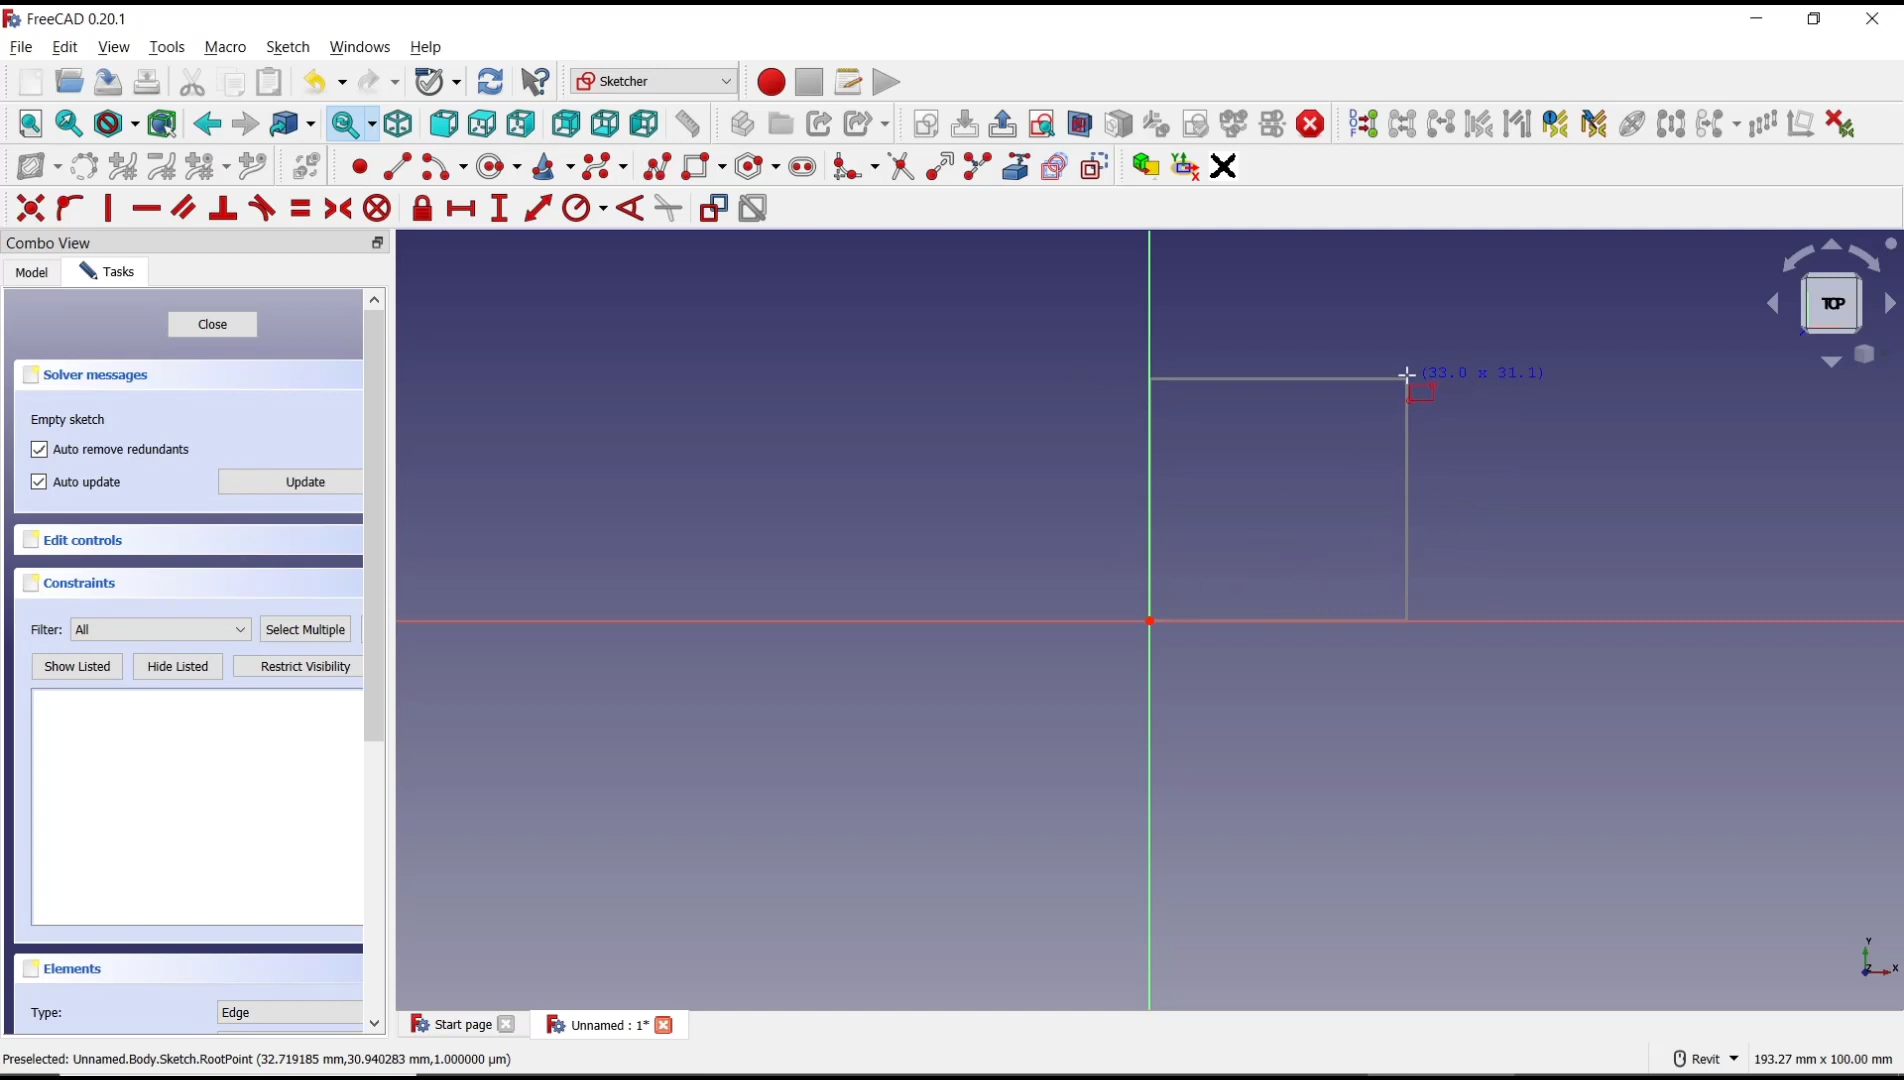 FreeCAD 0.20.1
File Edit View Tools Macro Sketch Windows Help
Sketcher
Combo View
Model Tasks
Close
Solver messages
Empty sketch
Auto remove redundants
Auto update Update
Edit controls
Constraints
Filter: All Select Multiple
Show Listed Hide Listed Restrict Visibility
Elements
Type: Edge
(33.0 x 31.1)
TOP
Y
Z X
Start page Unnamed : 1*
Preselected: Unnamed.Body.Sketch.RootPoint (32.719185 mm,30.940283 mm,1.000000 µm)
Revit 193.27 mm x 100.00 mm